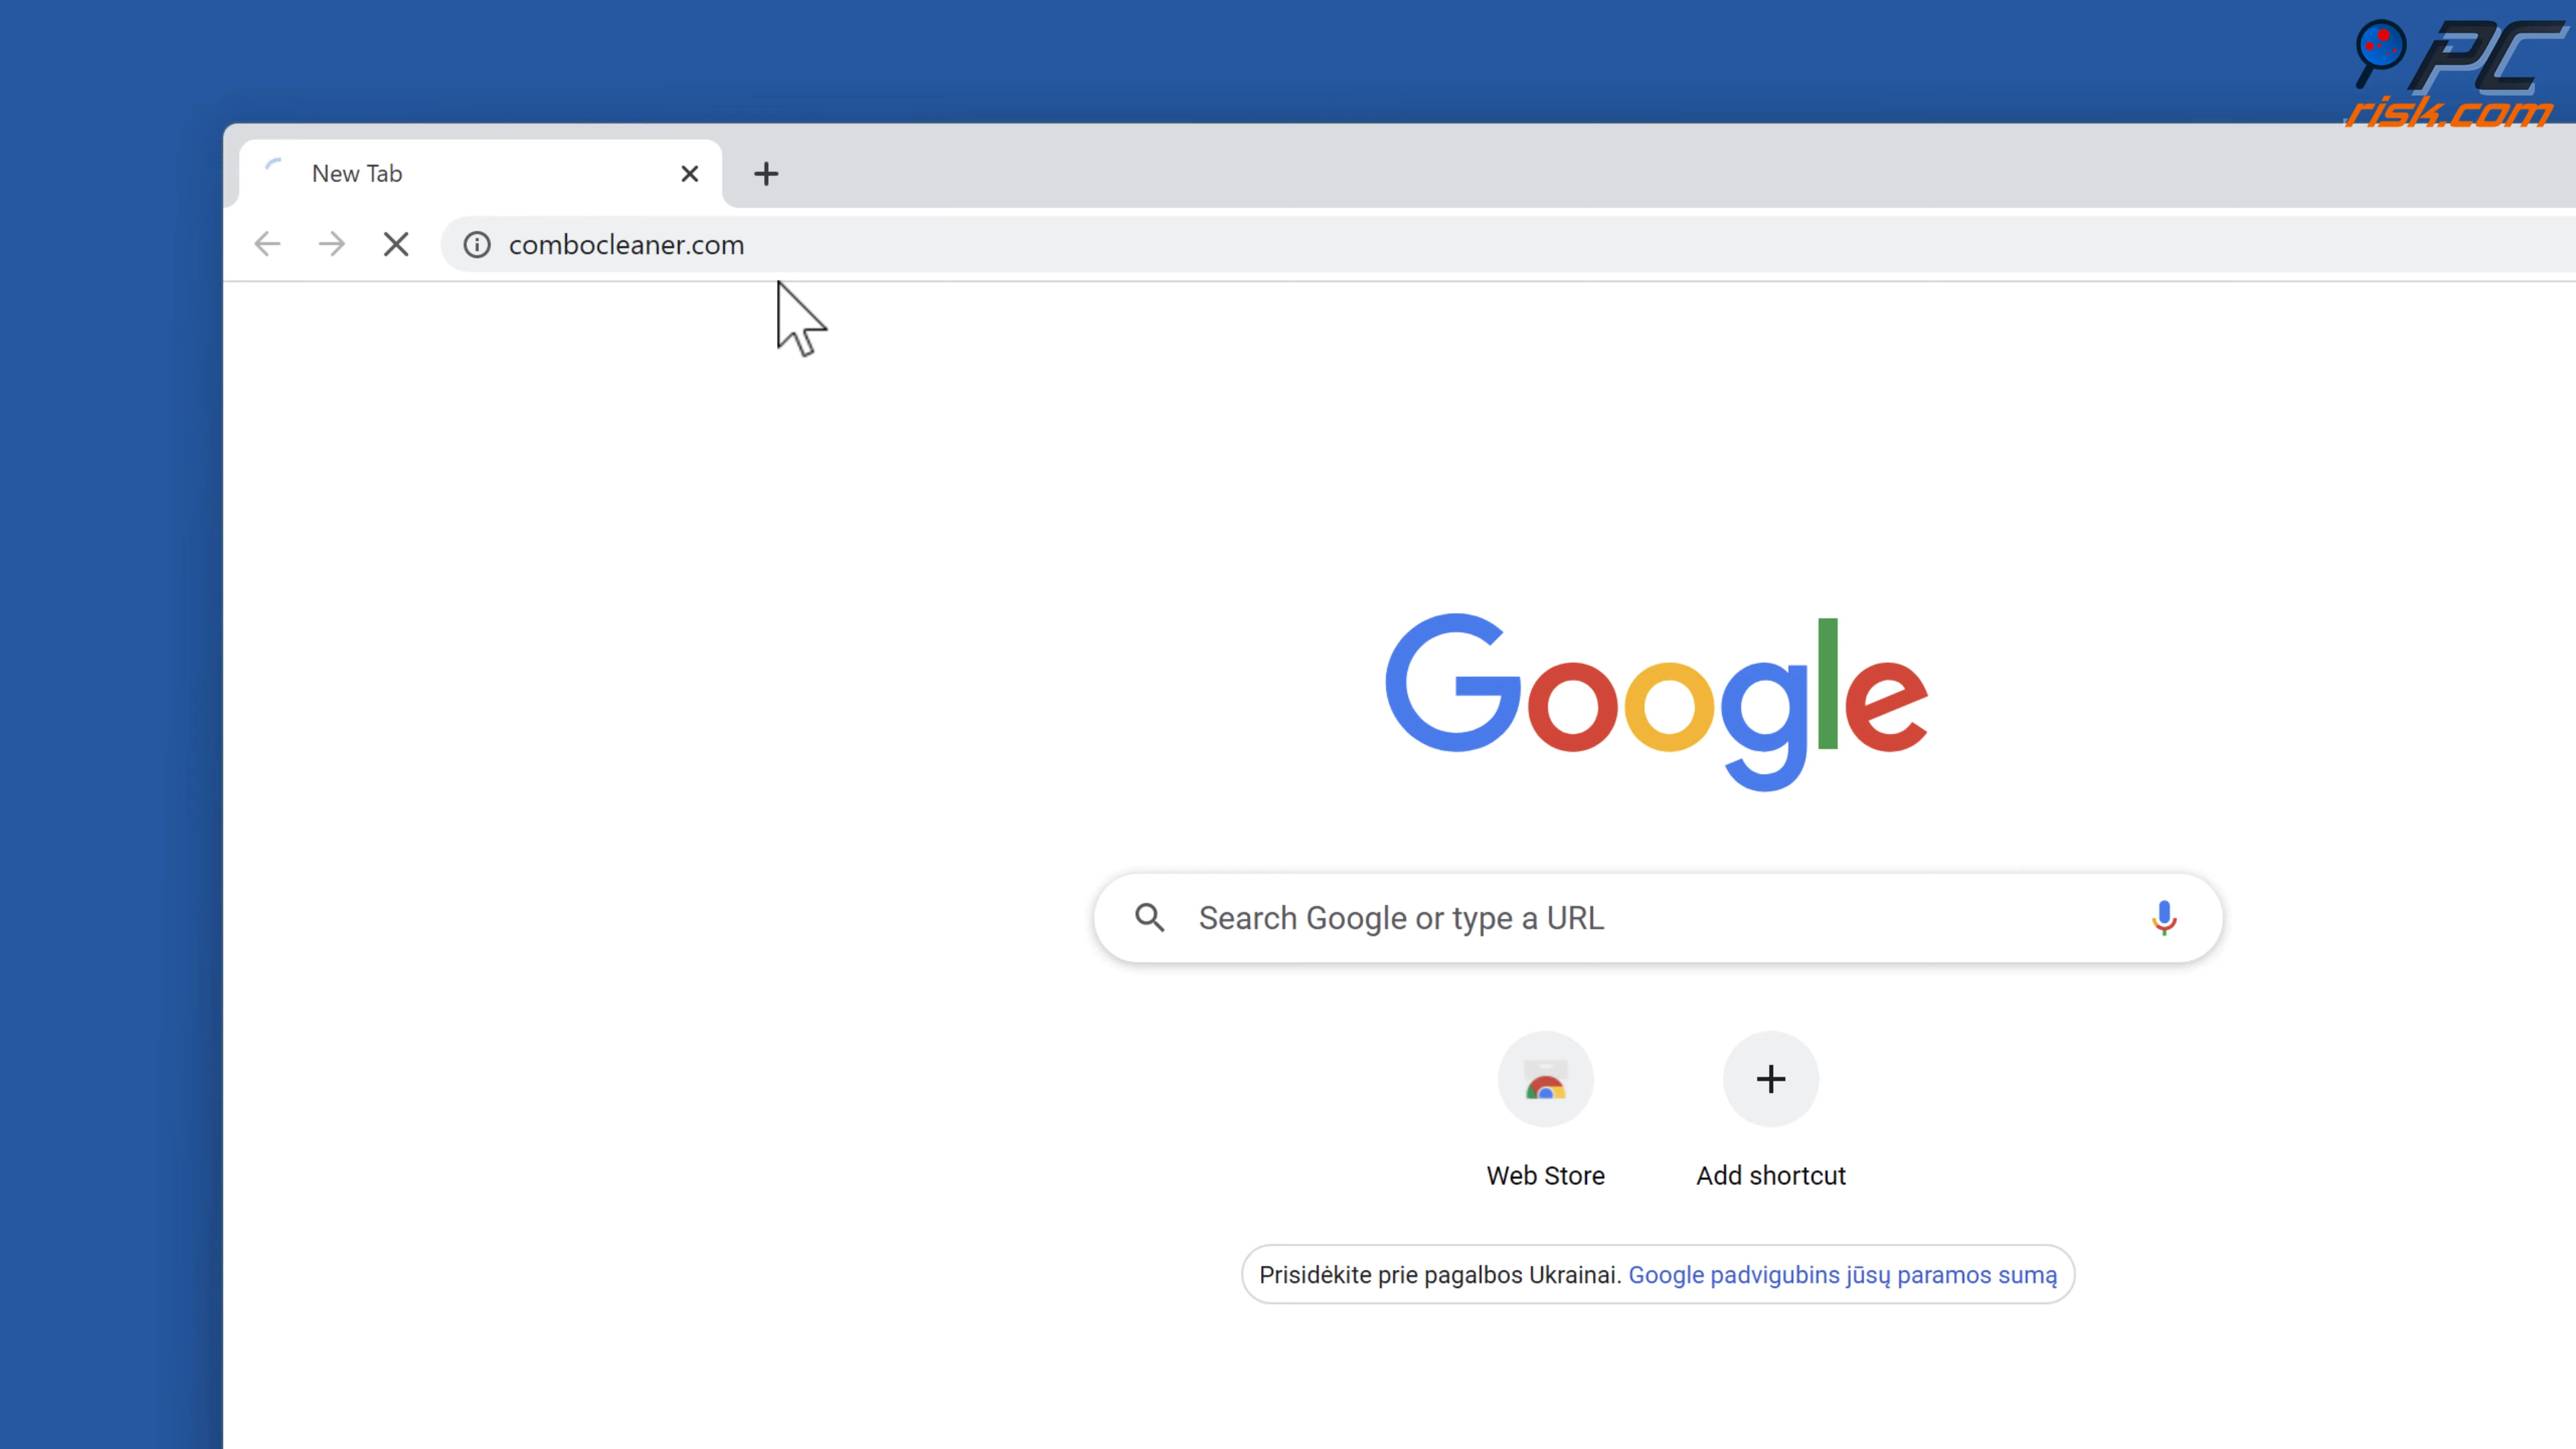 PC
risk.com
New Tab
combocleaner.com
Google
Search Google or type a URL
Web Store
Add shortcut
Prisidėkite prie pagalbos Ukrainai. Google padvigubins jūsų paramos sumą